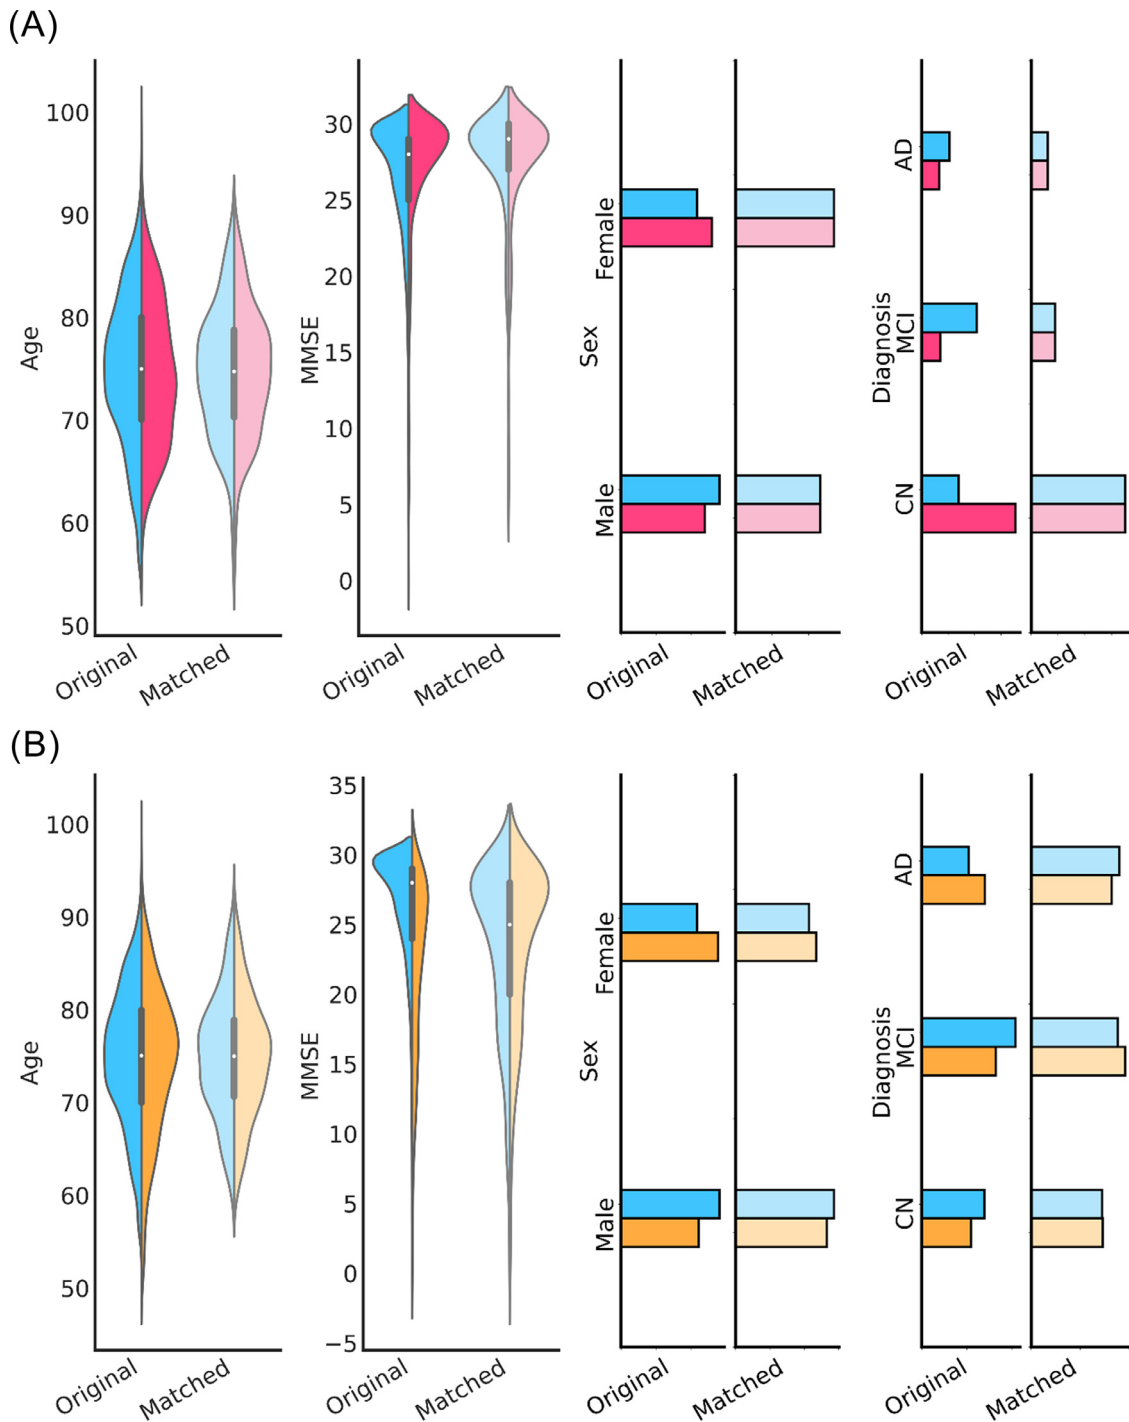 (A)
Age
100
90
80
70
60
50
Original
Matched
MMSE
30
25
20
15
10
5
0
Original
Matched
Sex
Female
Male
Original
Matched
Diagnosis
AD
MCI
CN
Original
Matched
(B)
Age
100
90
80
70
60
50
Original
Matched
MMSE
35
30
25
20
15
10
5
0
−5
Original
Matched
Sex
Female
Male
Original
Matched
Diagnosis
AD
MCI
CN
Original
Matched